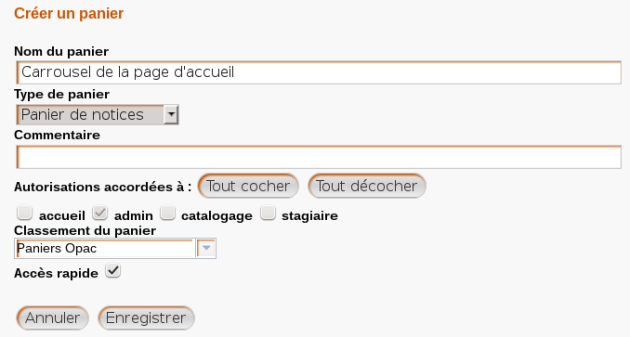 Créer un panier
Nom du panier
Carrousel de la page d'accueil
Type de panier
Panier de notices
Commentaire
Autorisations accordées à : Tout cocher Tout décocher
accueil admin catalogage stagiaire
Classement du panier
Paniers Opac
Accès rapide
Annuler Enregistrer